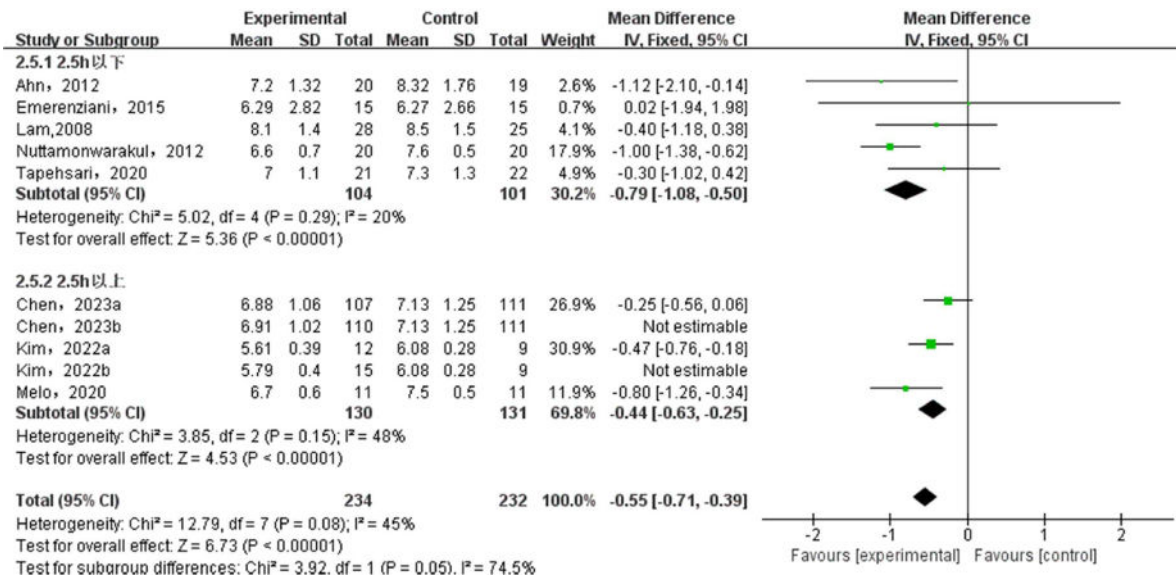 Experimental Control Mean Difference Mean Difference
Study or Subgroup Mean SD Total Mean SD Total Weight IV, Fixed, 95% CI IV, Fixed, 95% CI
2.5.1 2.5h以下
Ahn，2012 7.2 1.32 20 8.32 1.76 19 2.6% -1.12 [-2.10, -0.14]
Emerenziani，2015 6.29 2.82 15 6.27 2.66 15 0.7% 0.02 [-1.94, 1.98]
Lam,2008 8.1 1.4 28 8.5 1.5 25 4.1% -0.40 [-1.18, 0.38]
Nuttamonwarakul，2012 6.6 0.7 20 7.6 0.5 20 17.9% -1.00 [-1.38, -0.62]
Tapehsari，2020 7 1.1 21 7.3 1.3 22 4.9% -0.30 [-1.02, 0.42]
Subtotal (95% CI) 104 101 30.2% -0.79 [-1.08, -0.50]
Heterogeneity: Chi² = 5.02, df = 4 (P = 0.29); I² = 20%
Test for overall effect: Z = 5.36 (P < 0.00001)
2.5.2 2.5h以上
Chen，2023a 6.88 1.06 107 7.13 1.25 111 26.9% -0.25 [-0.56, 0.06]
Chen，2023b 6.91 1.02 110 7.13 1.25 111 Not estimable
Kim，2022a 5.61 0.39 12 6.08 0.28 9 30.9% -0.47 [-0.76, -0.18]
Kim，2022b 5.79 0.4 15 6.08 0.28 9 Not estimable
Melo，2020 6.7 0.6 11 7.5 0.5 11 11.9% -0.80 [-1.26, -0.34]
Subtotal (95% CI) 130 131 69.8% -0.44 [-0.63, -0.25]
Heterogeneity: Chi² = 3.85, df = 2 (P = 0.15); I² = 48%
Test for overall effect: Z = 4.53 (P < 0.00001)
Total (95% CI) 234 232 100.0% -0.55 [-0.71, -0.39]
Heterogeneity: Chi² = 12.79, df = 7 (P = 0.08); I² = 45%
Test for overall effect: Z = 6.73 (P < 0.00001)
Test for subgroup differences: Chi² = 3.92, df = 1 (P = 0.05), I² = 74.5%
-2 -1 0 1 2
Favours [experimental] Favours [control]